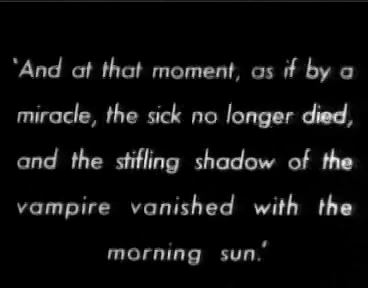 'And at that moment, as if by a
miracle, the sick no longer died,
and the stifling shadow of the
vampire vanished with the
morning sun.'